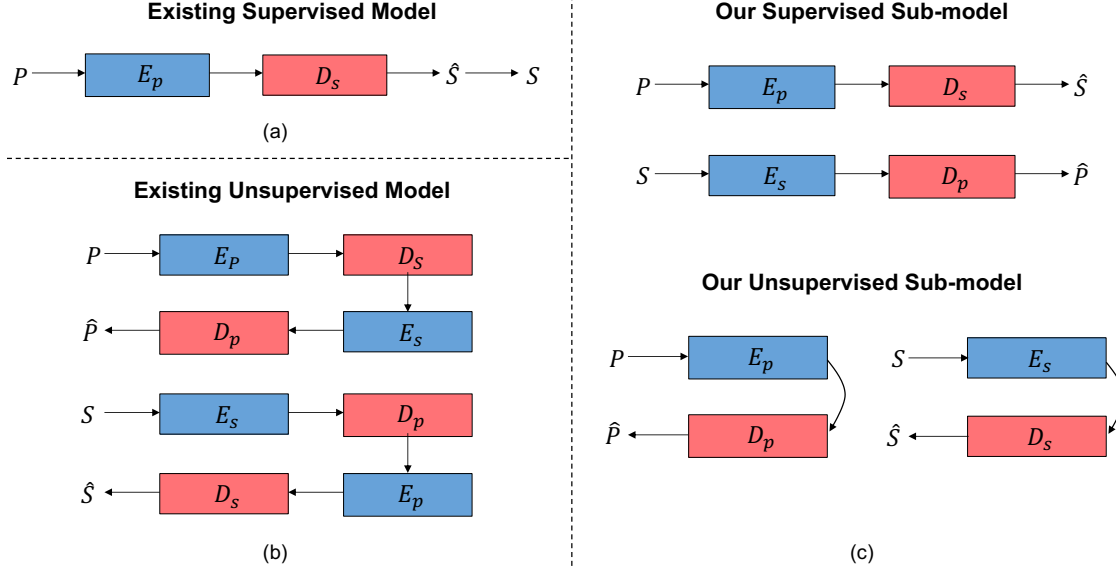 Existing Supervised Model
P E_p D_s Ŝ S
(a)
Existing Unsupervised Model
P E_P D_S
P̂ D_p E_s
S E_s D_p
Ŝ D_s E_p
(b)
Our Supervised Sub-model
P E_p D_s Ŝ
S E_s D_p P̂
Our Unsupervised Sub-model
P E_p S E_s
P̂ D_p Ŝ D_s
(c)